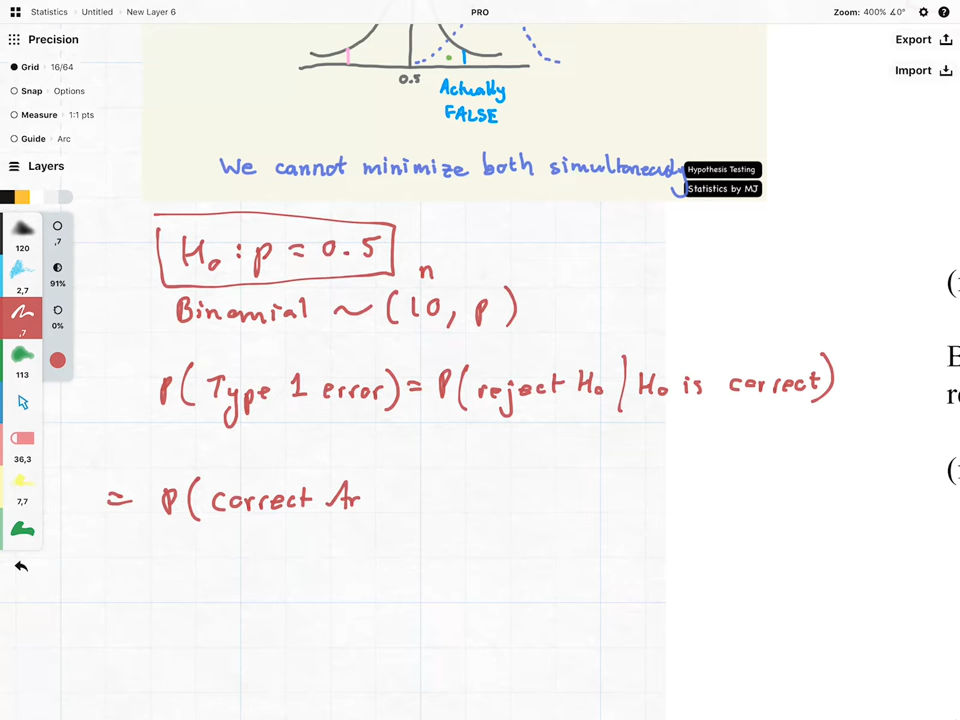 Statistics › Untitled › New Layer 6
PRO
Zoom: 400% ∠0°
Precision
Grid 16/64
Snap Options
Measure 1:1 pts
Guide Arc
Layers
Export
Import
120
2,7
,7
113
36,3
7,7
,7
91%
0%
0.5
Actually
FALSE
We cannot minimize both simultaneously
Hypothesis Testing
Statistics by MJ
H₀ : p = 0.5
n
Binomial ~ (10, p)
P(Type 1 error) = P(reject H₀ | H₀ is correct)
= P(correct Ar
(
E
r
(